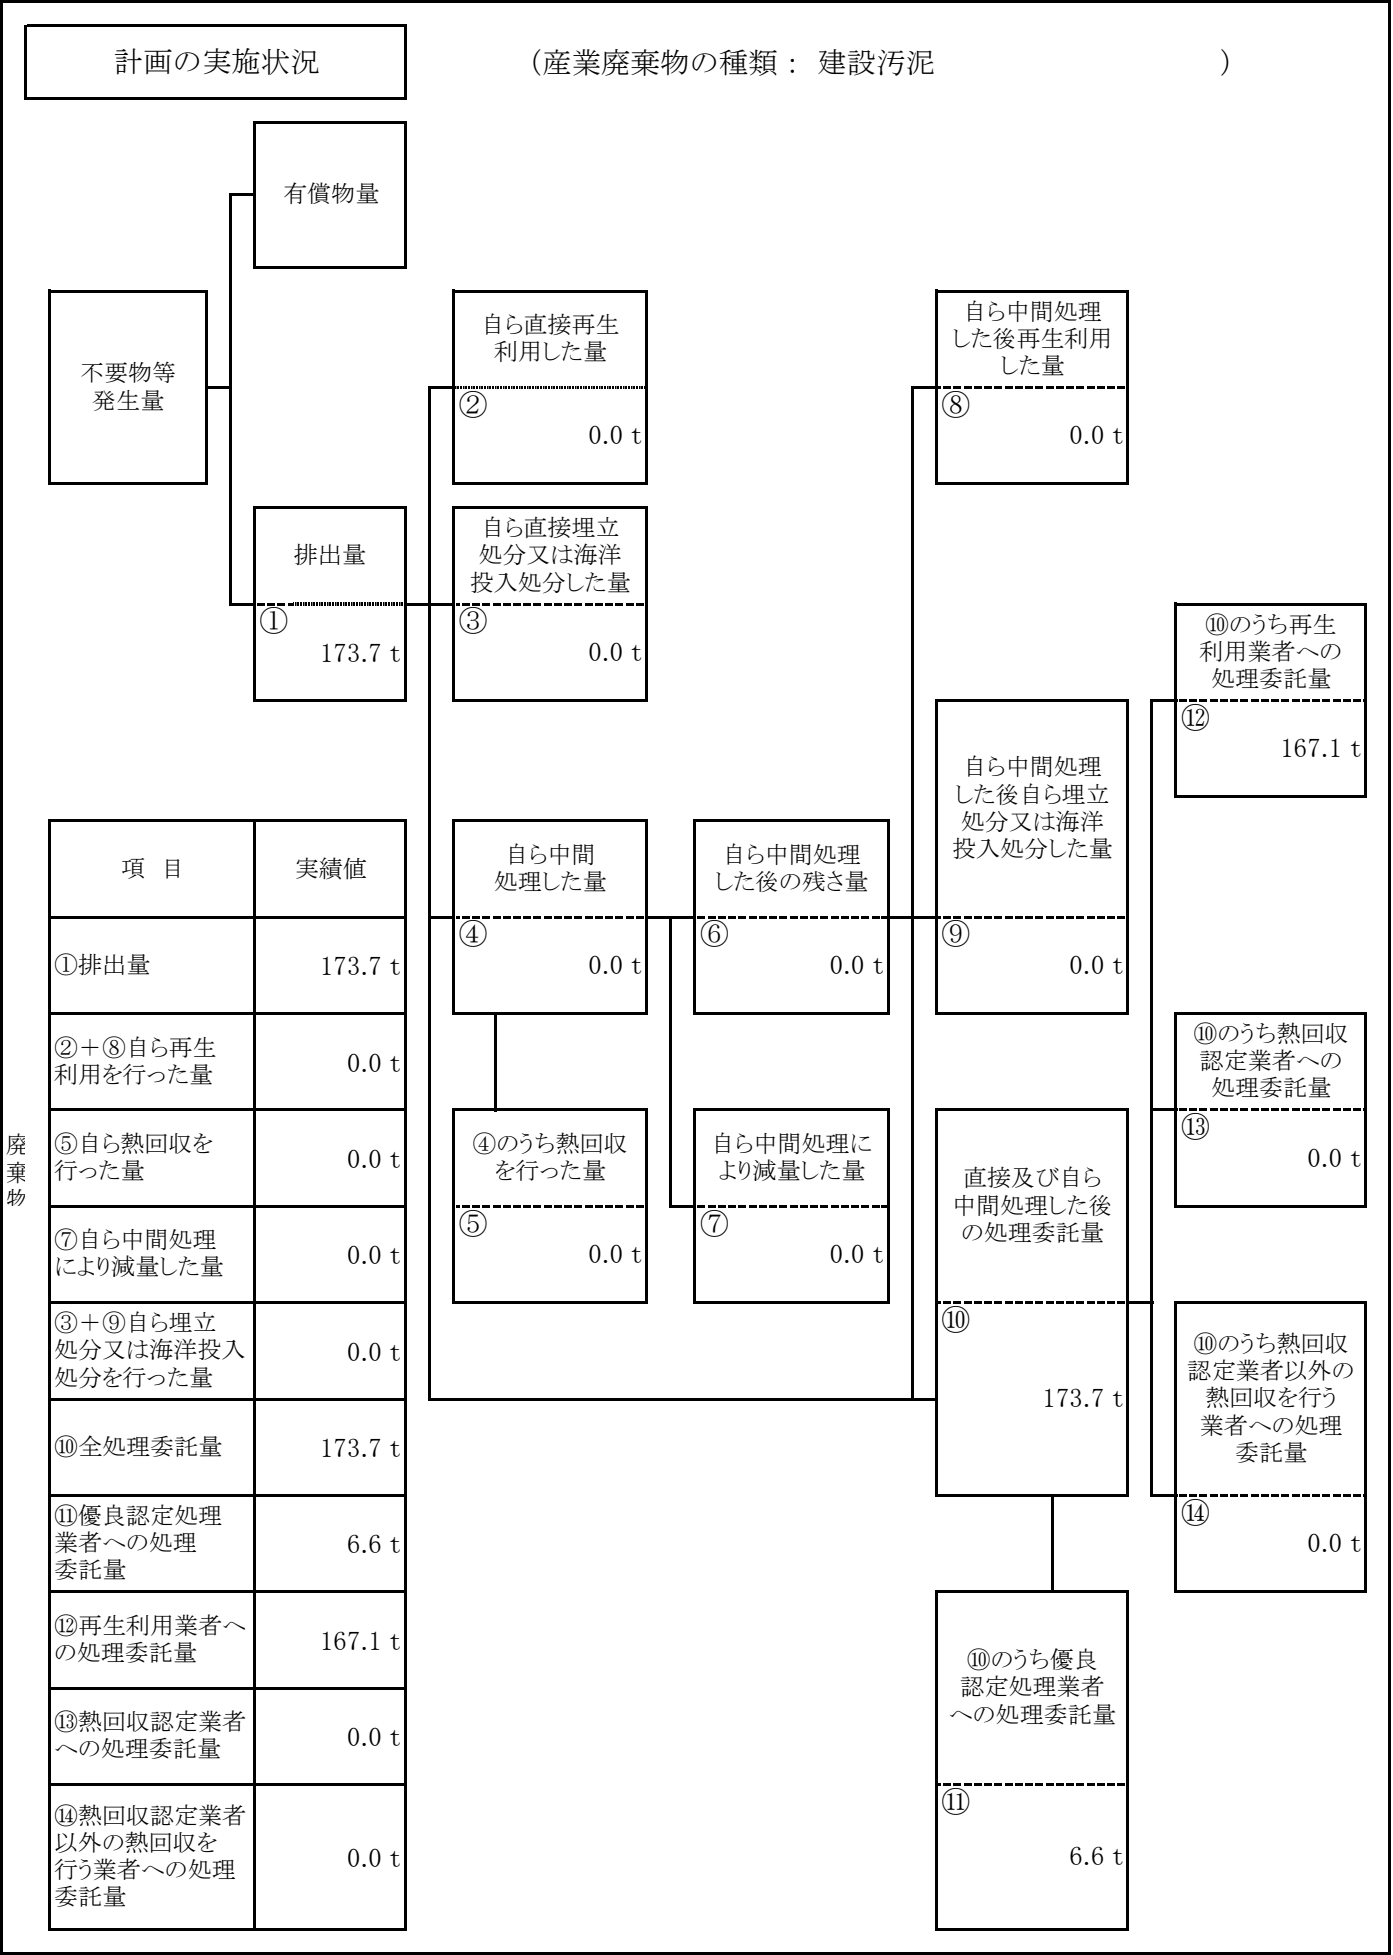 計画の実施状況
（産業廃棄物の種類： 建設汚泥 ）
有償物量
不要物等
発生量
排出量
①
173.7 t
自ら直接再生
利用した量
②
0.0 t
自ら直接埋立
処分又は海洋
投入処分した量
③
0.0 t
自ら中間処理
した後再生利用
した量
⑧
0.0 t
⑩のうち再生
利用業者への
処理委託量
⑫
167.1 t
自ら中間処理
した後自ら埋立
処分又は海洋
投入処分した量
⑨
0.0 t
自ら中間
処理した量
④
0.0 t
自ら中間処理
した後の残さ量
⑥
0.0 t
④のうち熱回収
を行った量
⑤
0.0 t
自ら中間処理に
より減量した量
⑦
0.0 t
直接及び自ら
中間処理した後
の処理委託量
⑩
173.7 t
⑩のうち熱回収
認定業者への
処理委託量
⑬
0.0 t
⑩のうち熱回収
認定業者以外の
熱回収を行う
業者への処理
委託量
⑭
0.0 t
⑩のうち優良
認定処理業者
への処理委託量
⑪
6.6 t
項 目 実績値
①排出量 173.7 t
②＋⑧自ら再生
利用を行った量
0.0 t
⑤自ら熱回収を
行った量
0.0 t
⑦自ら中間処理
により減量した量
0.0 t
③＋⑨自ら埋立
処分又は海洋投入
処分を行った量
0.0 t
⑩全処理委託量 173.7 t
⑪優良認定処理
業者への処理
委託量
6.6 t
⑫再生利用業者へ
の処理委託量
167.1 t
⑬熱回収認定業者
への処理委託量
0.0 t
⑭熱回収認定業者
以外の熱回収を
行う業者への処理
委託量
0.0 t
廃
棄
物